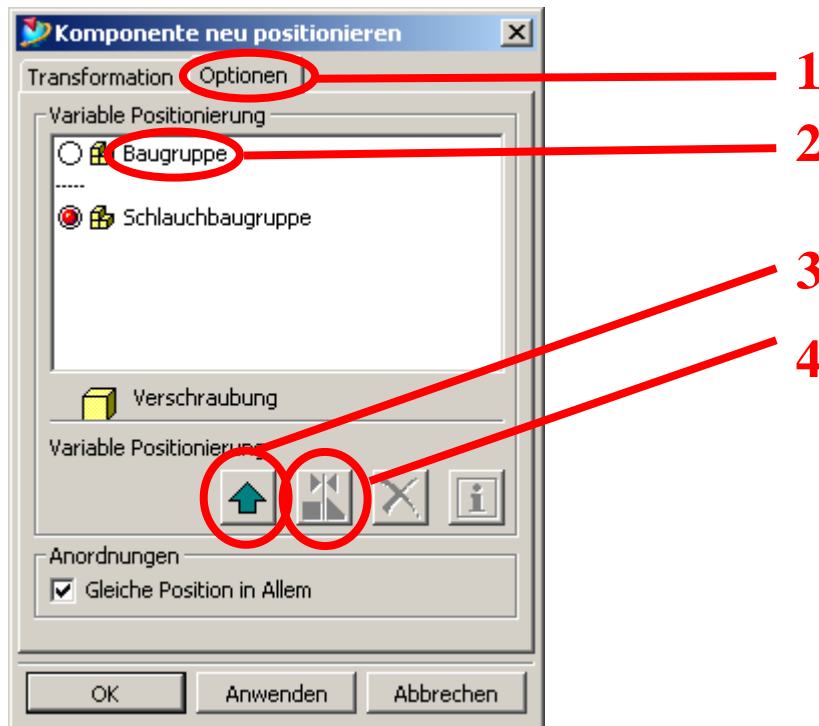 Komponente neu positionieren
Transformation Optionen
1
Variable Positionierung
Baugruppe
2
-----
Schlauchbaugruppe
3
4
Verschraubung
Variable Positionierung
Anordnungen
Gleiche Position in Allem
OK Anwenden Abbrechen